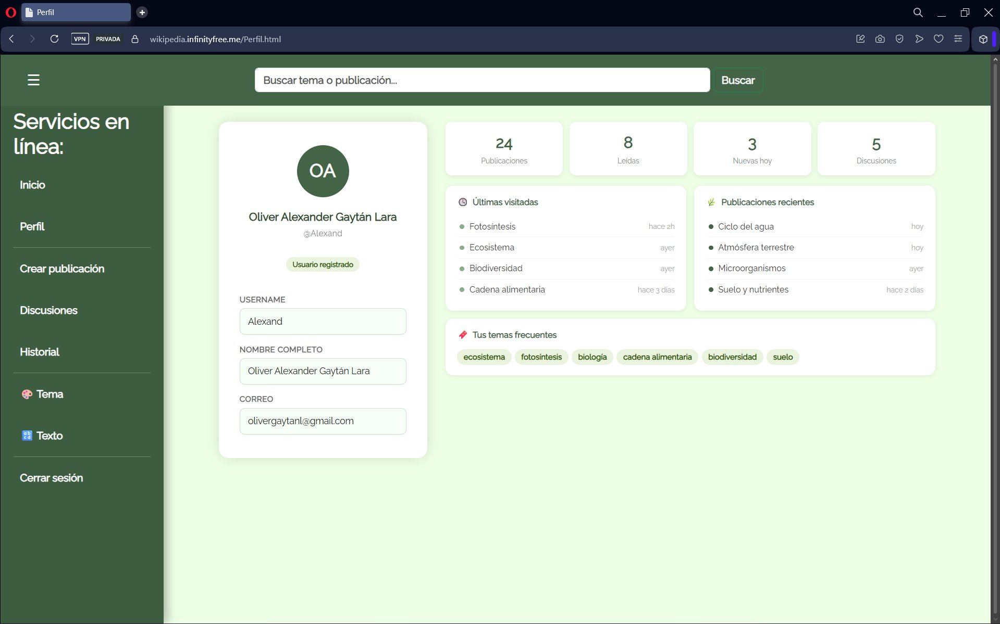 Perfil
VPN PRIVADA wikipedia.infinityfree.me/Perfil.html
Buscar tema o publicación... Buscar
Servicios en
línea:
Inicio
Perfil
Crear publicación
Discusiones
Historial
Tema
Texto
Cerrar sesión
OA
Oliver Alexander Gaytán Lara
@Alexand
Usuario registrado
USERNAME
Alexand
NOMBRE COMPLETO
Oliver Alexander Gaytán Lara
CORREO
olivergaytanl@gmail.com
24
Publicaciones
8
Leídas
3
Nuevas hoy
5
Discusiones
Últimas visitadas
Fotosíntesis hace 2h
Ecosistema ayer
Biodiversidad ayer
Cadena alimentaria hace 3 días
Publicaciones recientes
Ciclo del agua hoy
Atmósfera terrestre hoy
Microorganismos ayer
Suelo y nutrientes hace 2 días
Tus temas frecuentes
ecosistema fotosíntesis biología cadena alimentaria biodiversidad suelo